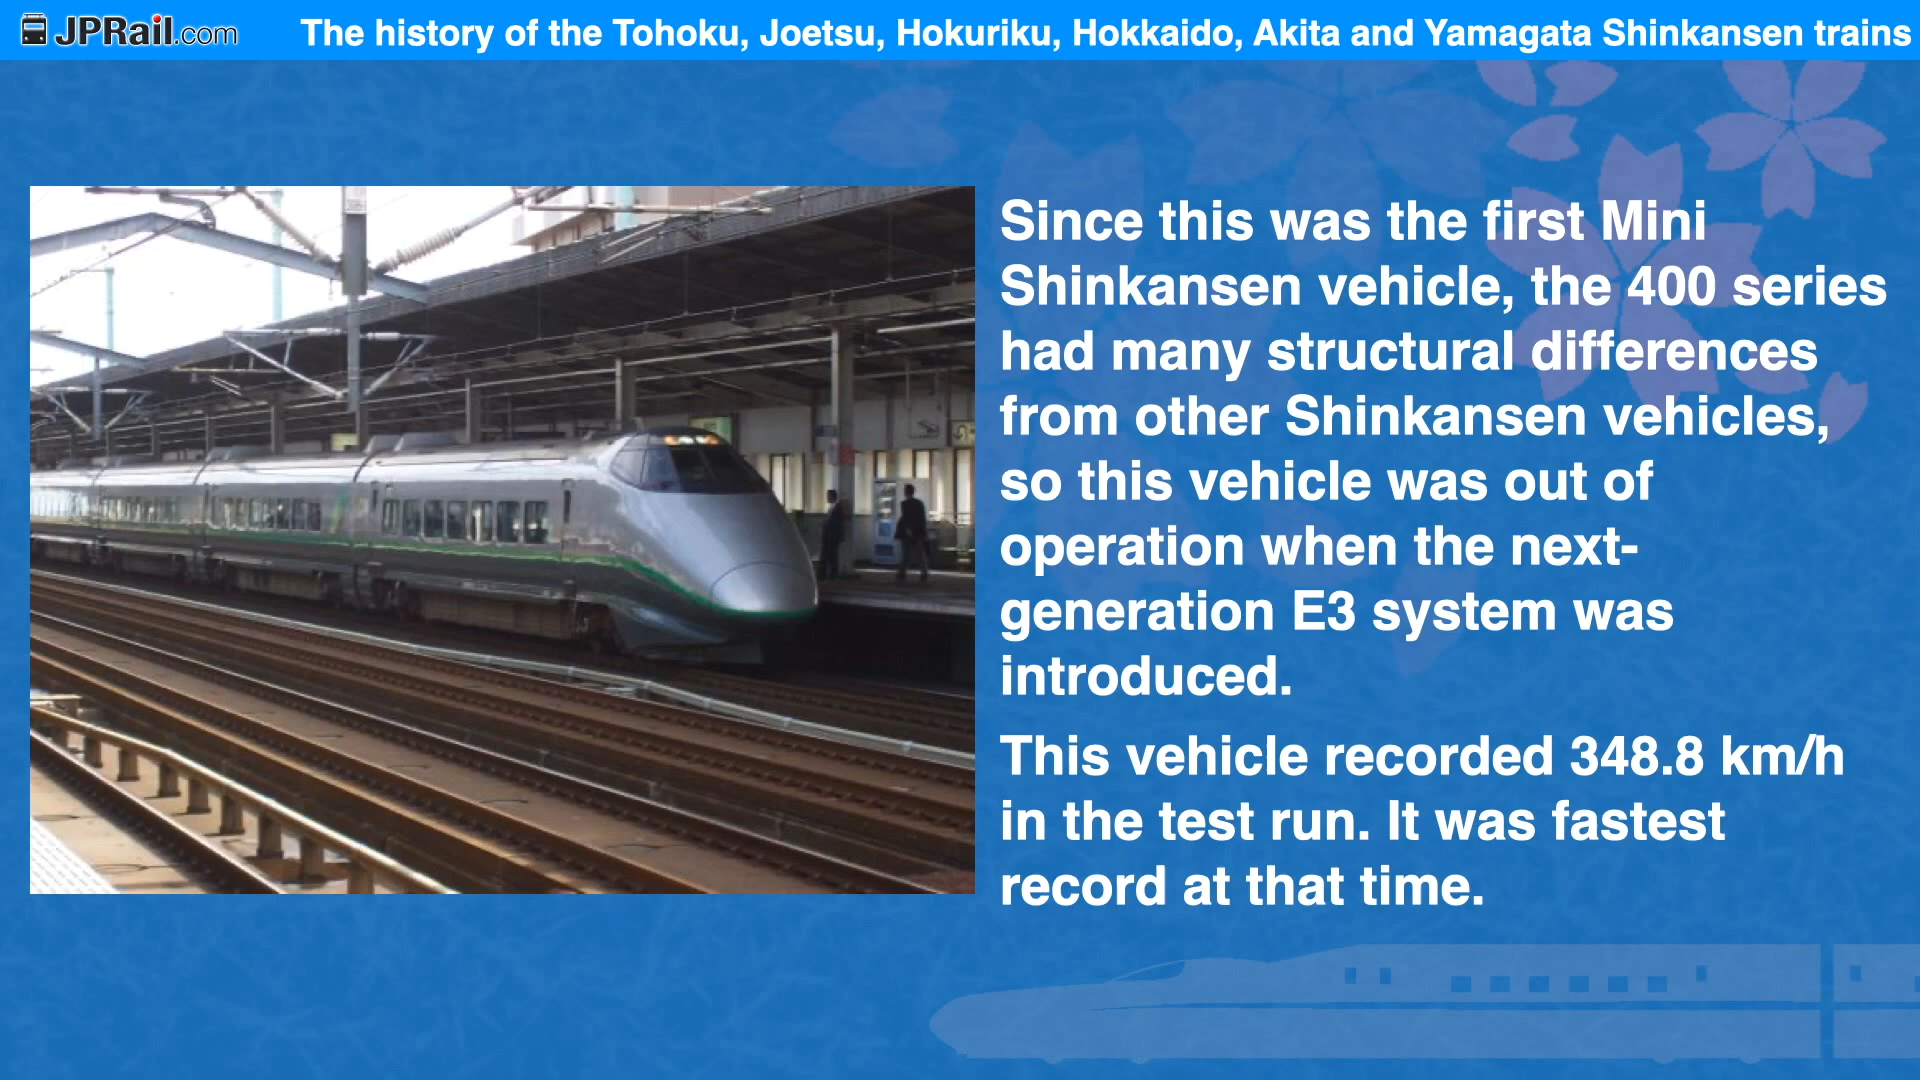 JPRail.com
The history of the Tohoku, Joetsu, Hokuriku, Hokkaido, Akita and Yamagata Shinkansen trains
Since this was the first Mini
Shinkansen vehicle, the 400 series
had many structural differences
from other Shinkansen vehicles,
so this vehicle was out of
operation when the next-
generation E3 system was
introduced.
This vehicle recorded 348.8 km/h
in the test run. It was fastest
record at that time.